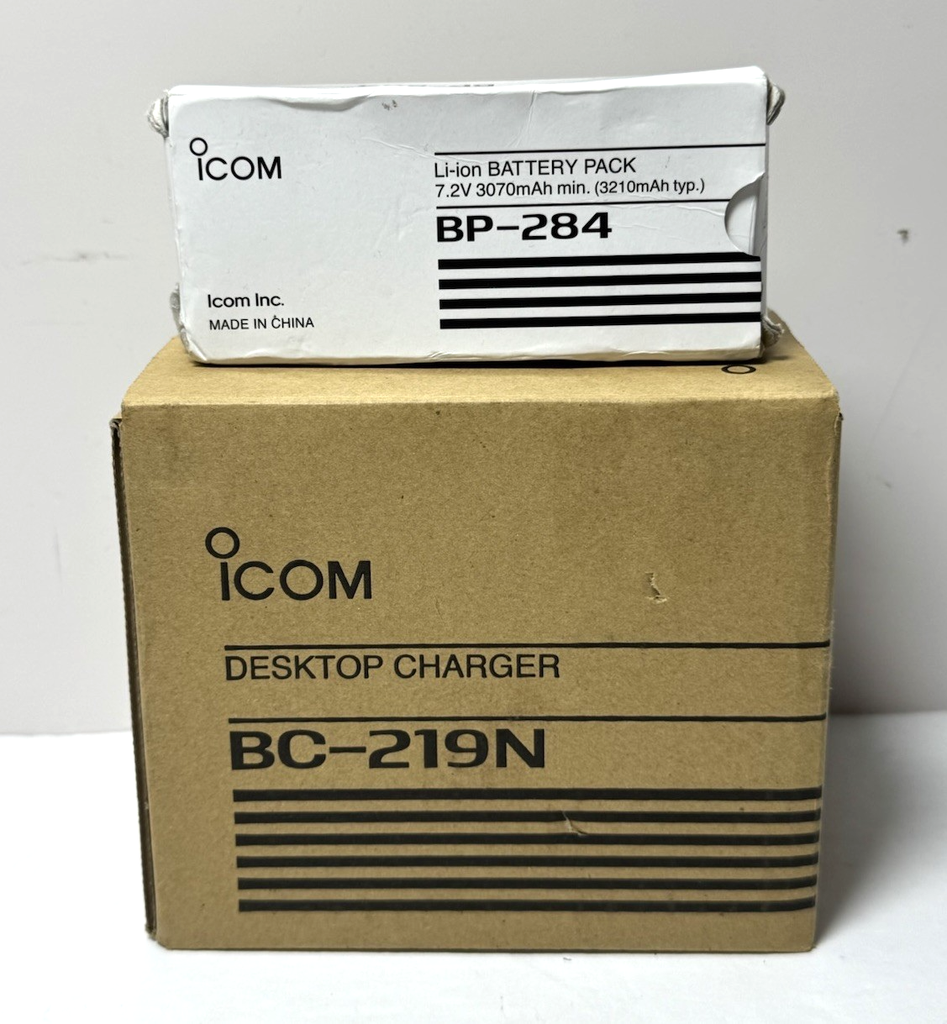 ICOM
Li-ion BATTERY PACK
7.2V 3070mAh min. (3210mAh typ.)
BP-284
Icom Inc.
MADE IN CHINA
ICOM
DESKTOP CHARGER
BC-219N